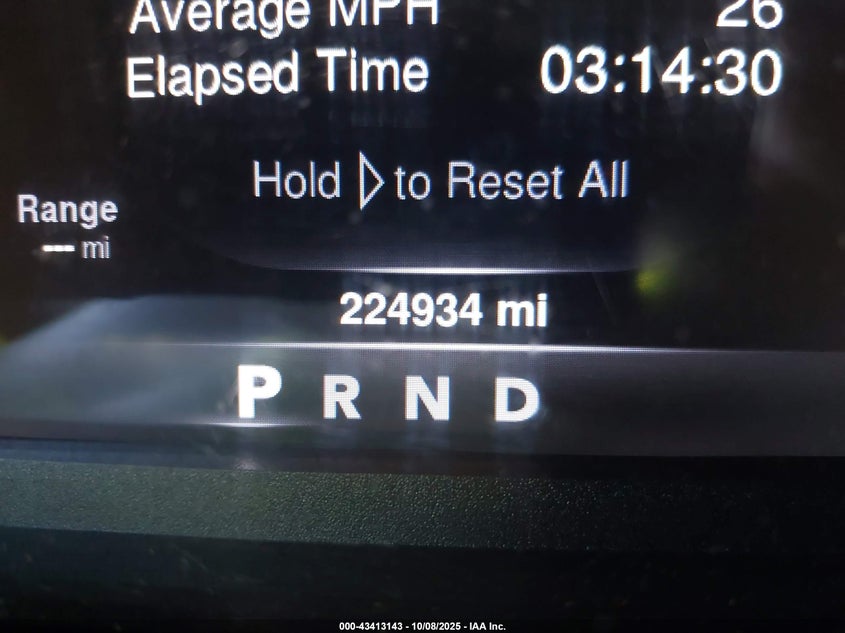 Average MPH 26
Elapsed Time 03:14:30
Hold ▷ to Reset All
Range
--- mi
224934 mi
P R N D
000-43413143 - 10/08/2025 - IAA Inc.